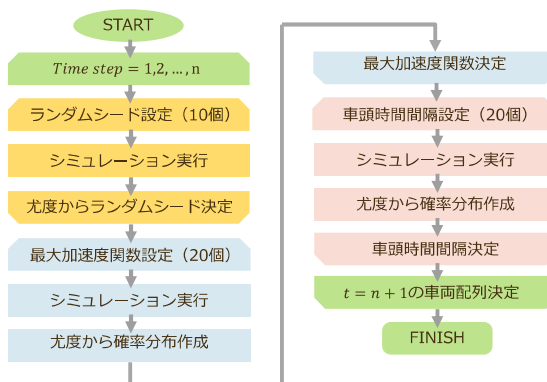 START
Time step = 1,2, ..., n
ランダムシード設定（10個）
シミュレーション実行
尤度からランダムシード決定
最大加速度関数設定（20個）
シミュレーション実行
尤度から確率分布作成
最大加速度関数決定
車頭時間間隔設定（20個）
シミュレーション実行
尤度から確率分布作成
車頭時間間隔決定
t = n + 1の車両配列決定
FINISH